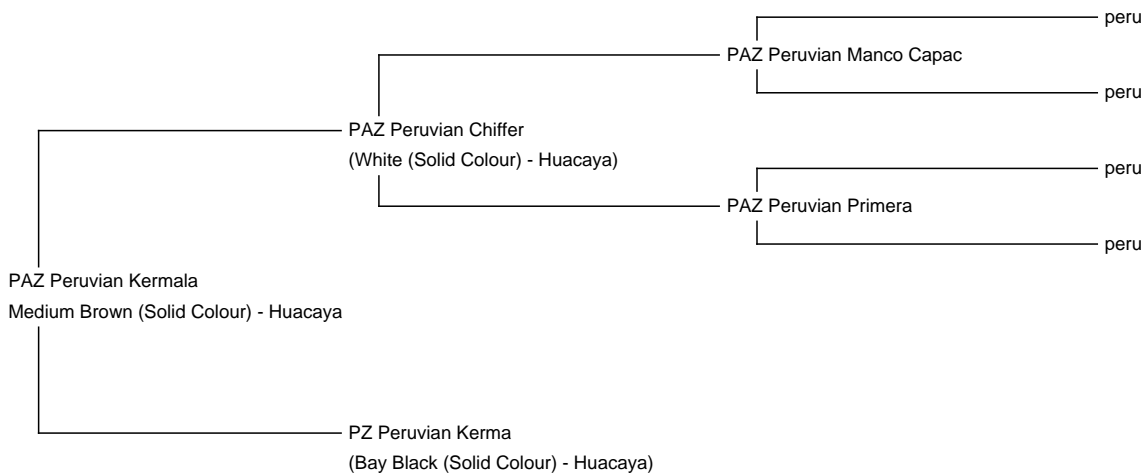 peru
PAZ Peruvian Manco Capac
peru
PAZ Peruvian Chiffer
(White (Solid Colour) - Huacaya)
peru
PAZ Peruvian Primera
peru
PAZ Peruvian Kermala
Medium Brown (Solid Colour) - Huacaya
PZ Peruvian Kerma
(Bay Black (Solid Colour) - Huacaya)